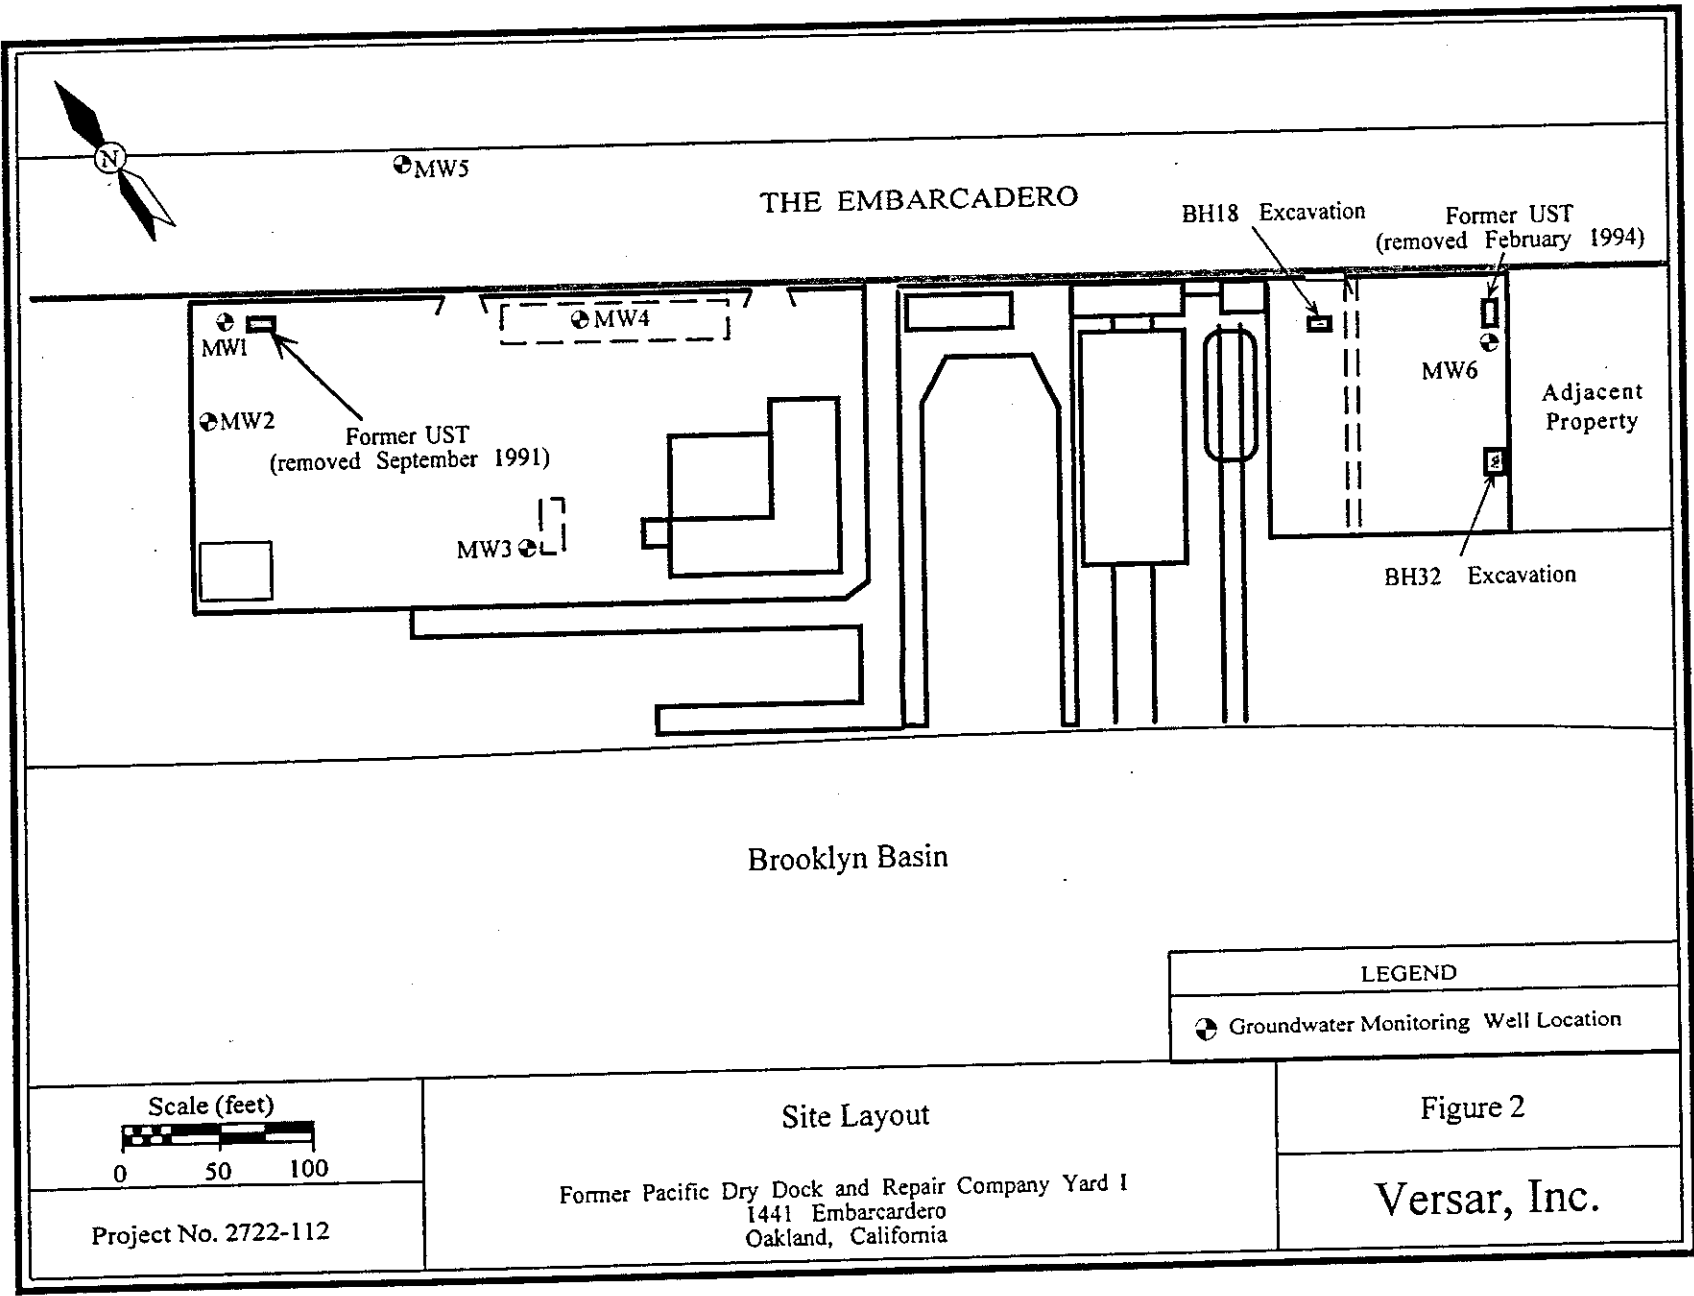 N
MW5
THE EMBARCADERO
BH18 Excavation
Former UST
(removed February 1994)
MW4
MW1
MW6
MW2
Adjacent
Property
Former UST
(removed September 1991)
MW3
BH32 Excavation
Brooklyn Basin
LEGEND
Groundwater Monitoring Well Location
Scale (feet)
0 50 100
Project No. 2722-112
Site Layout
Former Pacific Dry Dock and Repair Company Yard I
1441 Embarcardero
Oakland, California
Figure 2
Versar, Inc.